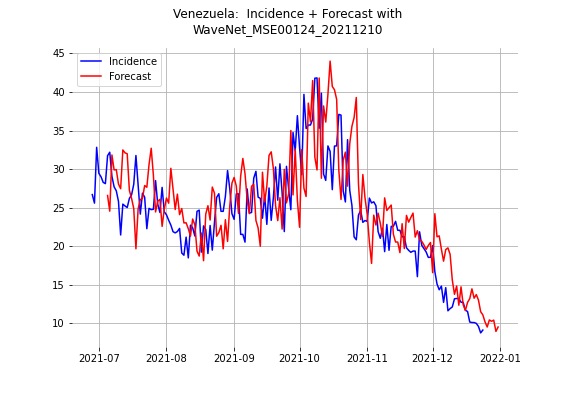 Venezuela:  Incidence + Forecast with
WaveNet_MSE00124_20211210
45
40
35
30
25
20
15
10
Incidence
Forecast
2021-07 2021-08 2021-09 2021-10 2021-11 2021-12 2022-01